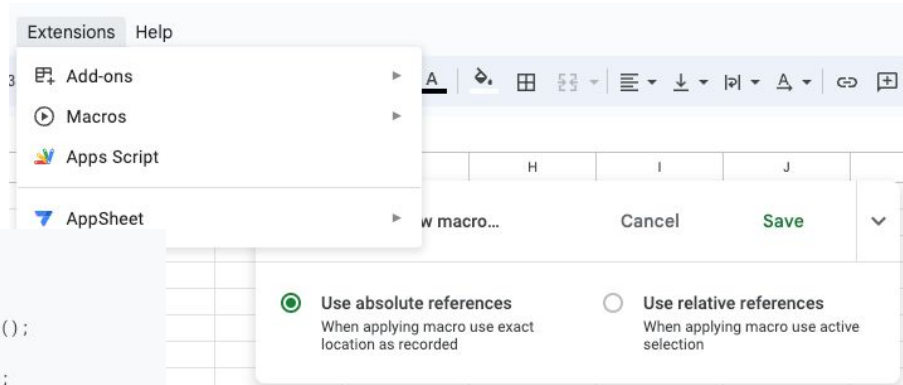 Extensions Help
Add-ons
Macros
Apps Script
AppSheet
3
A
A
H I J
w macro...
Cancel
Save
Use absolute references
When applying macro use exact
location as recorded
Use relative references
When applying macro use active
selection
();
;